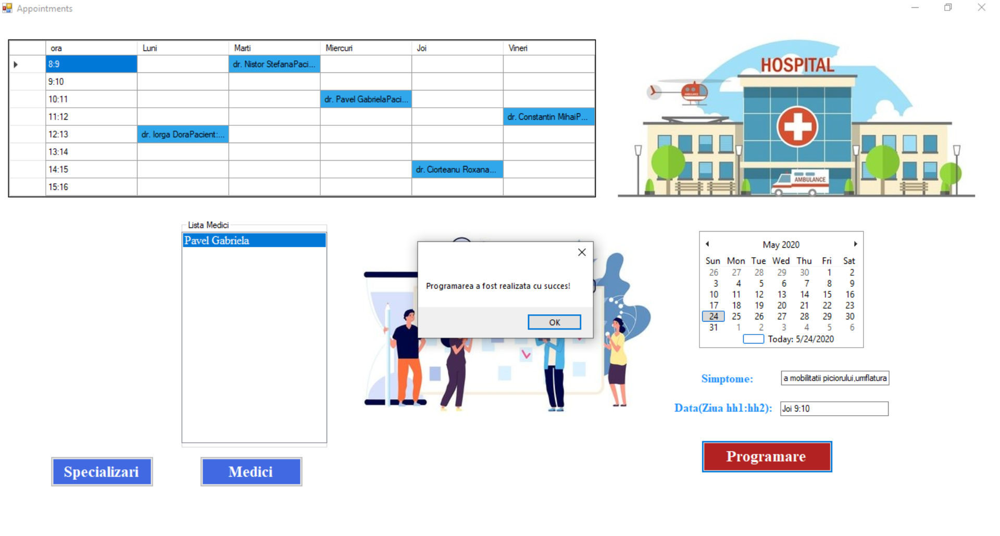 Appointments
ora Luni Marti Miercuri Joi Vineri
8:9 dr. Nistor StefanaPaci...
9:10
10:11 dr. Pavel GabrielaPaci...
11:12 dr. Constantin MihaiP...
12:13 dr. Iorga DoraPacient:...
13:14
14:15 dr. Ciorteanu Roxana...
15:16
HOSPITAL
AMBULANCE
AMBULANCE
Lista Medici
Pavel Gabriela
Programarea a fost realizata cu succes!
OK
May 2020
Sun Mon Tue Wed Thu Fri Sat
26 27 28 29 30 1 2
3 4 5 6 7 8 9
10 11 12 13 14 15 16
17 18 19 20 21 22 23
24 25 26 27 28 29 30
31 1 2 3 4 5 6
Today: 5/24/2020
Simptome: a mobilitatii piciorului,umflatura
Data(Ziua hh1:hh2): Joi 9:10
Programare
Specializari
Medici